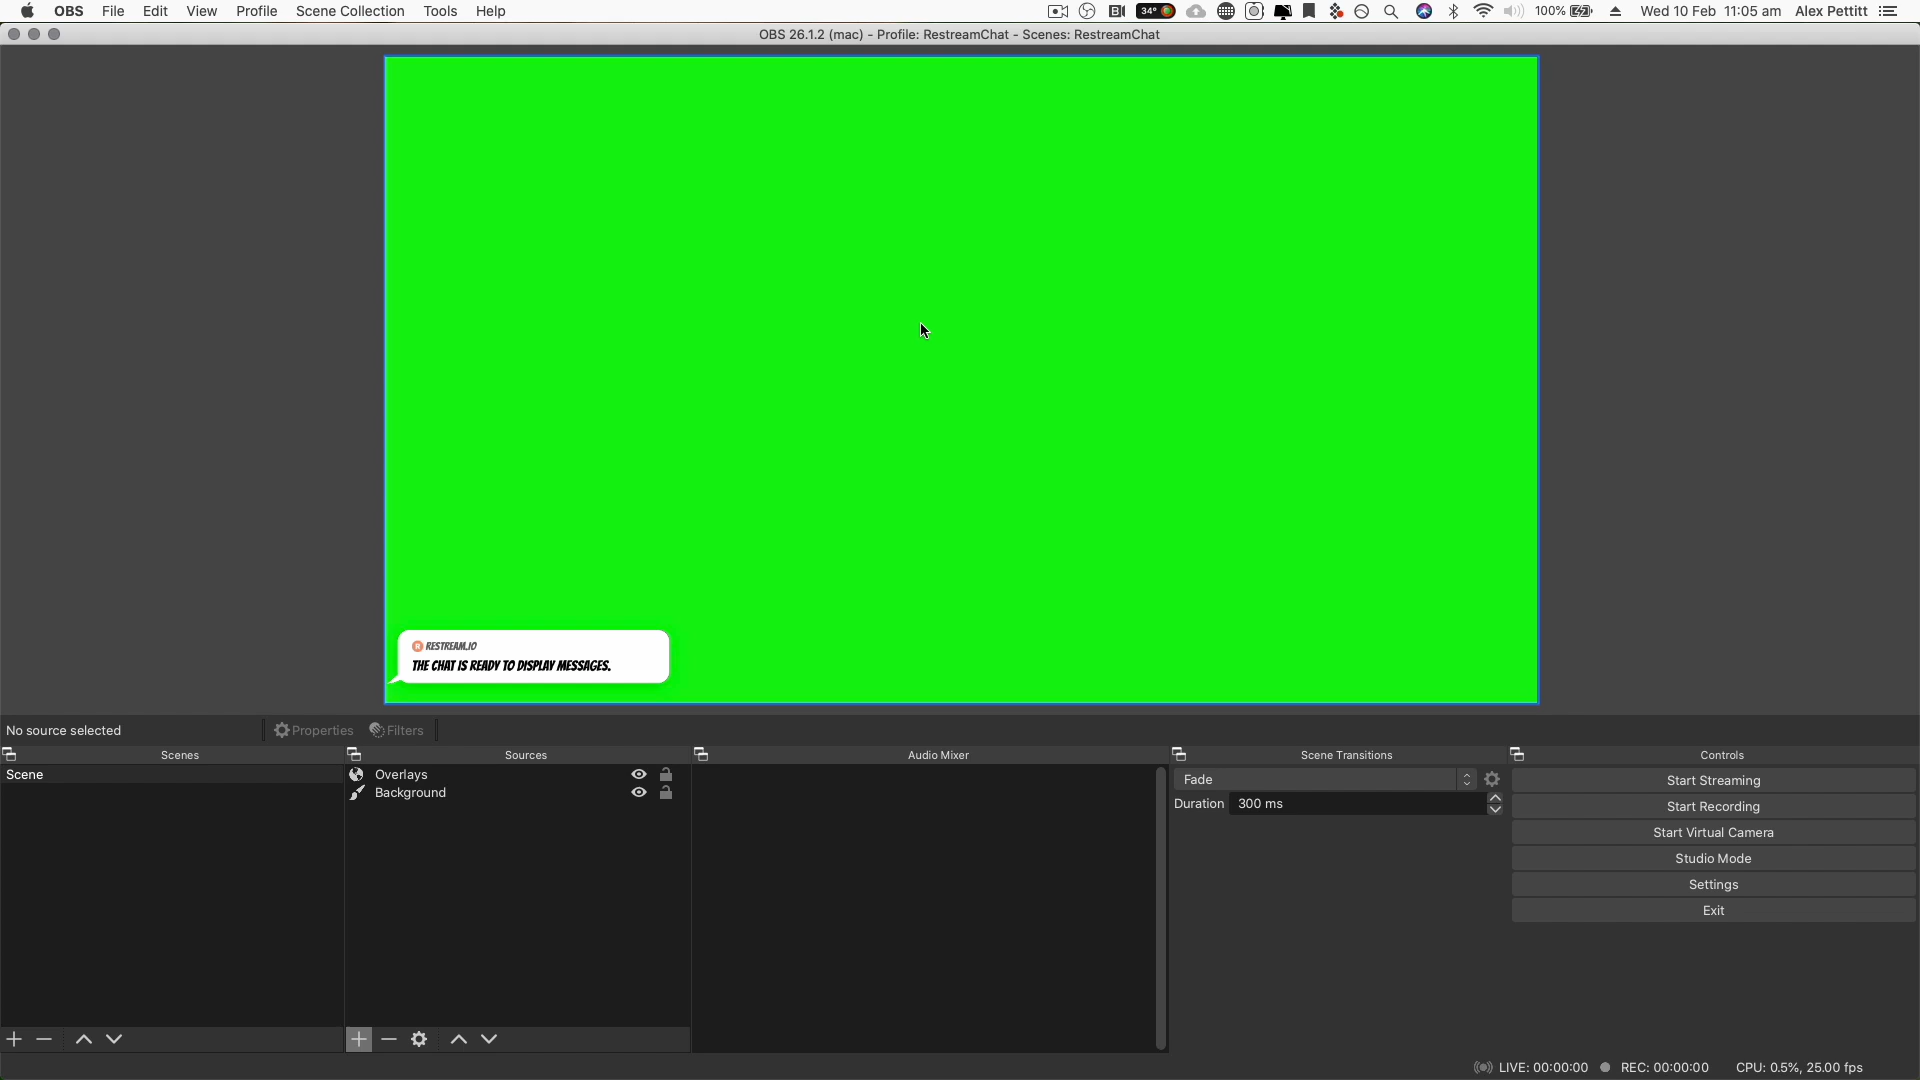 OBS File Edit View Profile Scene Collection Tools Help 34° 100% Wed 10 Feb 11:05 am Alex Pettitt
OBS 26.1.2 (mac) - Profile: RestreamChat - Scenes: RestreamChat
R RESTREAM.IO
THE CHAT IS READY TO DISPLAY MESSAGES.
No source selected Properties Filters
Scenes Sources Audio Mixer Scene Transitions Controls
Scene
Overlays
Background
Fade
Duration 300 ms
Start Streaming
Start Recording
Start Virtual Camera
Studio Mode
Settings
Exit
LIVE: 00:00:00 REC: 00:00:00 CPU: 0.5%, 25.00 fps